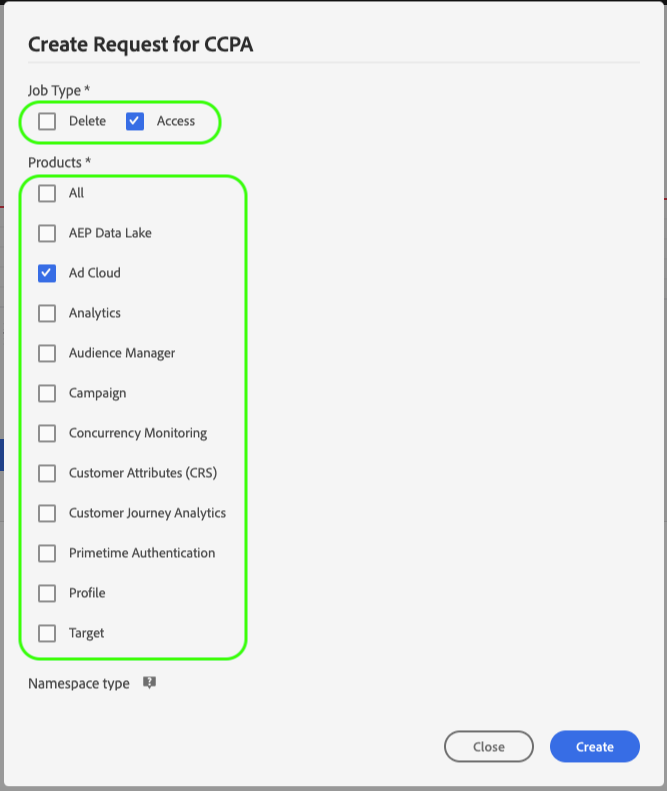 Create Request for CCPA
Job Type *
Delete Access
Products *
All
AEP Data Lake
Ad Cloud
Analytics
Audience Manager
Campaign
Concurrency Monitoring
Customer Attributes (CRS)
Customer Journey Analytics
Primetime Authentication
Profile
Target
Namespace type ?
Close Create